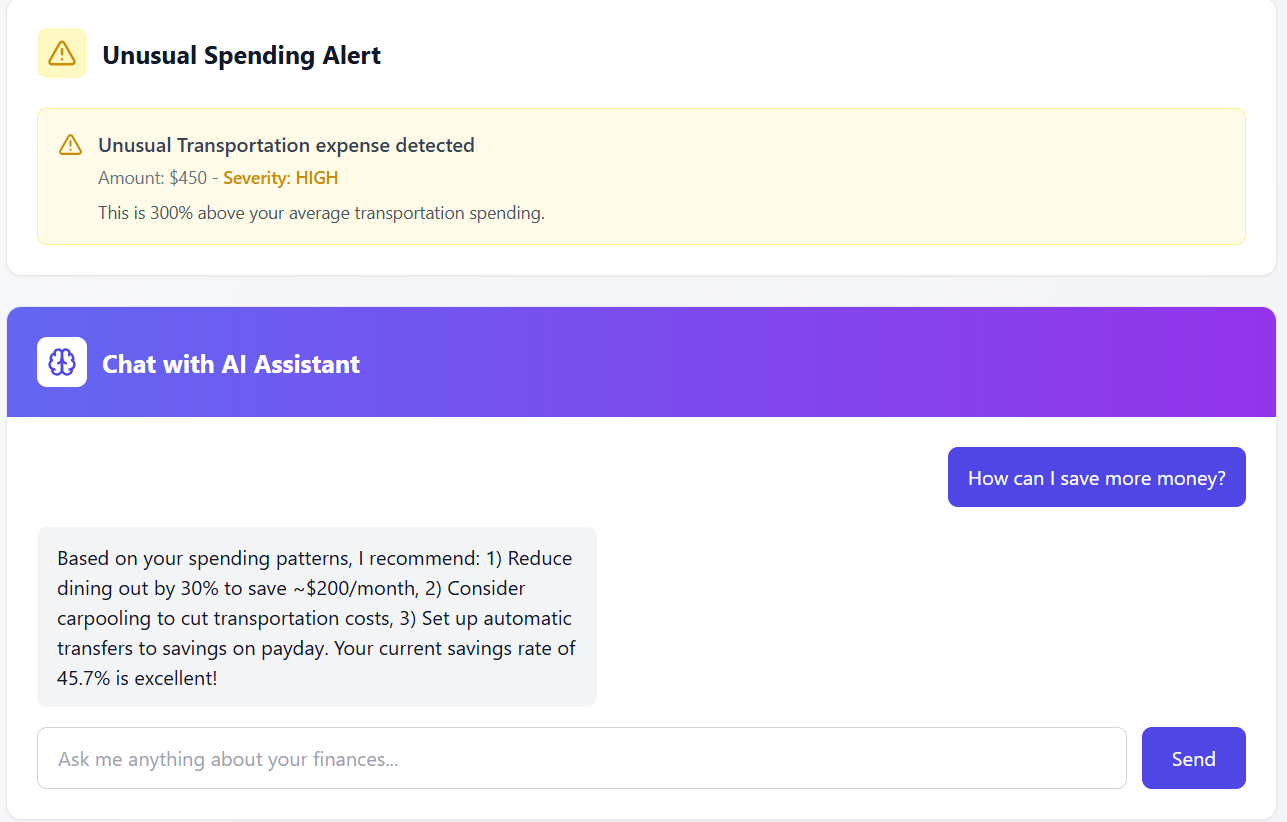 Unusual Spending Alert
Unusual Transportation expense detected
Amount: $450 - Severity: HIGH
This is 300% above your average transportation spending.
Chat with AI Assistant
How can I save more money?
Based on your spending patterns, I recommend: 1) Reduce
dining out by 30% to save ~$200/month, 2) Consider
carpooling to cut transportation costs, 3) Set up automatic
transfers to savings on payday. Your current savings rate of
45.7% is excellent!
Ask me anything about your finances...
Send